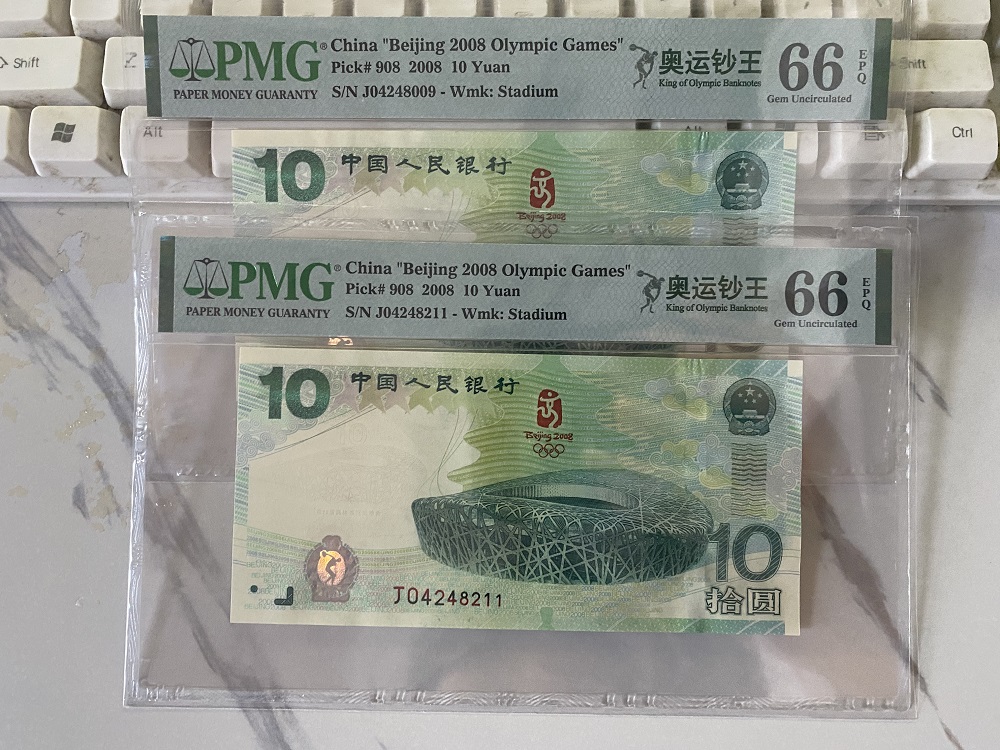 Shift
Z
Shift
Alt
Alt
Ctrl
PMG®
PAPER MONEY GUARANTY
China "Beijing 2008 Olympic Games"
Pick# 908 2008 10 Yuan
S/N J04248009 - Wmk: Stadium
奥运钞王
King of Olympic Banknotes
66
EPQ
Gem Uncirculated
10
中国人民银行
Beijing 2008
PMG®
PAPER MONEY GUARANTY
China "Beijing 2008 Olympic Games"
Pick# 908 2008 10 Yuan
S/N J04248211 - Wmk: Stadium
奥运钞王
King of Olympic Banknotes
66
EPQ
Gem Uncirculated
10
中国人民银行
Beijing 2008
10
拾圆
J04248211